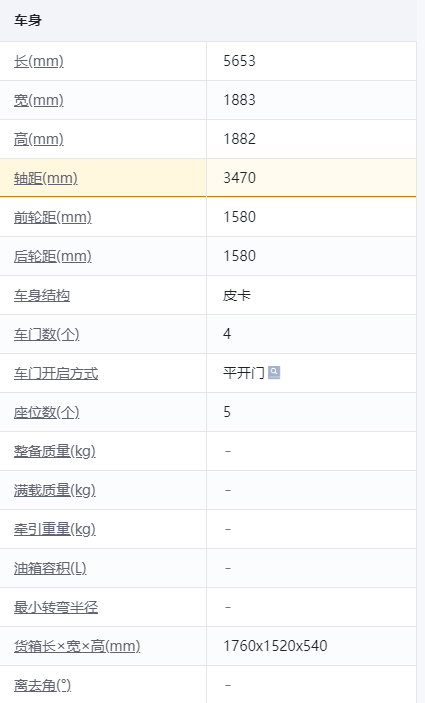 车身
长(mm) 5653
宽(mm) 1883
高(mm) 1882
轴距(mm) 3470
前轮距(mm) 1580
后轮距(mm) 1580
车身结构 皮卡
车门数(个) 4
车门开启方式 平开门
座位数(个) 5
整备质量(kg) -
满载质量(kg) -
牵引重量(kg) -
油箱容积(L) -
最小转弯半径 -
货箱长×宽×高(mm) 1760x1520x540
离去角(°) -